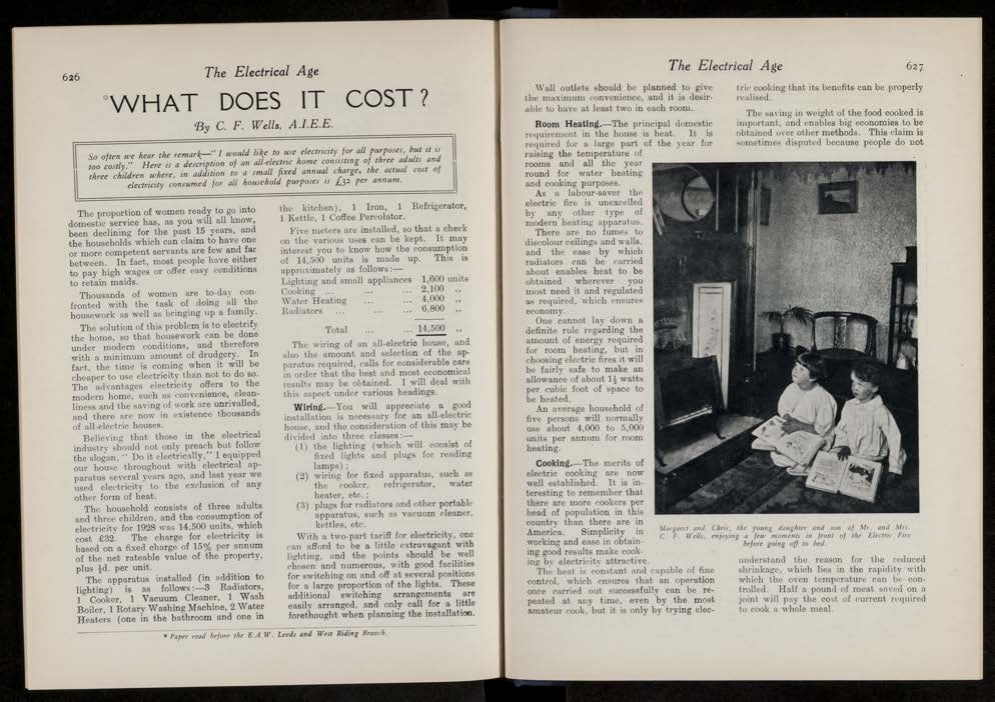 626
The Electrical Age
*WHAT DOES IT COST?
By C. F. Wells, A.I.E.E.
So often we hear the remark—"I would like to use electricity for all purposes, but it is
too costly." Here is a description of an all-electric home consisting of three adults and
three children where, in addition to a small fixed annual charge, the actual cost of
electricity consumed for all household purposes is £32 per annum.
The proportion of women ready to go into
domestic service has, as you will all know,
been declining for the past 15 years, and
the households which can claim to have one
or more competent servants are few and far
between. In fact, most people have either
to pay high wages or offer easy conditions
to retain maids.
Thousands of women are to-day con-
fronted with the task of doing all the
housework as well as bringing up a family.
The solution of this problem is to electrify
the home, so that housework can be done
under modern conditions, and therefore
with a minimum amount of drudgery. In
fact, the time is coming when it will be
cheaper to use electricity than not to do so.
The advantages electricity offers to the
modern home, such as convenience, clean-
liness and the saving of work are unrivalled,
and there are now in existence thousands
of all-electric houses.
Believing that those in the electrical
industry should not only preach but follow
the slogan, "Do it electrically," I equipped
our house throughout with electrical ap-
paratus several years ago, and last year we
used electricity to the exclusion of any
other form of heat.
The household consists of three adults
and three children, and the consumption of
electricity for 1928 was 14,500 units, which
cost £32. The charge for electricity is
based on a fixed charge of 15% per annum
of the net rateable value of the property,
plus ½d. per unit.
The apparatus installed (in addition to
lighting) is as follows:—8 Radiators,
1 Cooker, 1 Vacuum Cleaner, 1 Wash
Boiler, 1 Rotary Washing Machine, 2 Water
Heaters (one in the bathroom and one in
the kitchen), 1 Iron, 1 Refrigerator,
1 Kettle, 1 Coffee Percolator.
Five meters are installed, so that a check
on the various uses can be kept. It may
interest you to know how the consumption
of 14,500 units is made up. This is
approximately as follows:—
Lighting and small appliances 1,600 units
Cooking ... ... ... 2,100 ,,
Water Heating ... ... 4,000 ,,
Radiators ... ... ... 6,800 ,,
Total ... ... 14,500 ,,
The wiring of an all-electric house, and
also the amount and selection of the ap-
paratus required, calls for considerable care
in order that the best and most economical
results may be obtained. I will deal with
this aspect under various headings.
Wiring.—You will appreciate a good
installation is necessary for an all-electric
house, and the consideration of this may be
divided into three classes:—
(1) the lighting (which will consist of
fixed lights and plugs for reading
lamps);
(2) wiring for fixed apparatus, such as
the cooker, refrigerator, water
heater, etc.;
(3) plugs for radiators and other portable
apparatus, such as vacuum cleaner,
kettles, etc.
With a two-part tariff for electricity, one
can afford to be a little extravagant with
lighting, and the points should be well
chosen and numerous, with good facilities
for switching on and off at several positions
for a large proportion of the lights. These
additional switching arrangements are
easily arranged, and only call for a little
forethought when planning the installation.
* Paper read before the E.A.W. Leeds and West Riding Branch.
The Electrical Age
627
Wall outlets should be planned to give
the maximum convenience, and it is desir-
able to have at least two in each room.
Room Heating.—The principal domestic
requirement in the house is heat. It is
required for a large part of the year for
raising the temperature of
rooms and all the year
round for water heating
and cooking purposes.
As a labour-saver the
electric fire is unexcelled
by any other type of
modern heating apparatus.
There are no fumes to
discolour ceilings and walls,
and the ease by which
radiators can be carried
about enables heat to be
obtained wherever you
most need it and regulated
as required, which ensures
economy.
One cannot lay down a
definite rule regarding the
amount of energy required
for room heating, but in
choosing electric fires it will
be fairly safe to make an
allowance of about 1½ watts
per cubic foot of space to
be heated.
An average household of
five persons will normally
use about 4,000 to 5,000
units per annum for room
heating.
Cooking.—The merits of
electric cooking are now
well established. It is in-
teresting to remember that
there are more cookers per
head of population in this
country than there are in
America. Simplicity in
working and ease in obtain-
ing good results make cook-
ing by electricity attractive.
The heat is constant and capable of fine
control, which ensures that an operation
once carried out successfully can be re-
peated at any time, even by the most
amateur cook, but it is only by trying elec-
tric cooking that its benefits can be properly
realised.
The saving in weight of the food cooked is
important, and enables big economies to be
obtained over other methods. This claim is
sometimes disputed because people do not
Margaret and Chris, the young daughter and son of Mr. and Mrs.
C. F. Wells, enjoying a few moments in front of the Electric Fire
before going off to bed.
understand the reason for the reduced
shrinkage, which lies in the rapidity with
which the oven temperature can be con-
trolled. Half a pound of meat saved on a
joint will pay the cost of current required
to cook a whole meal.